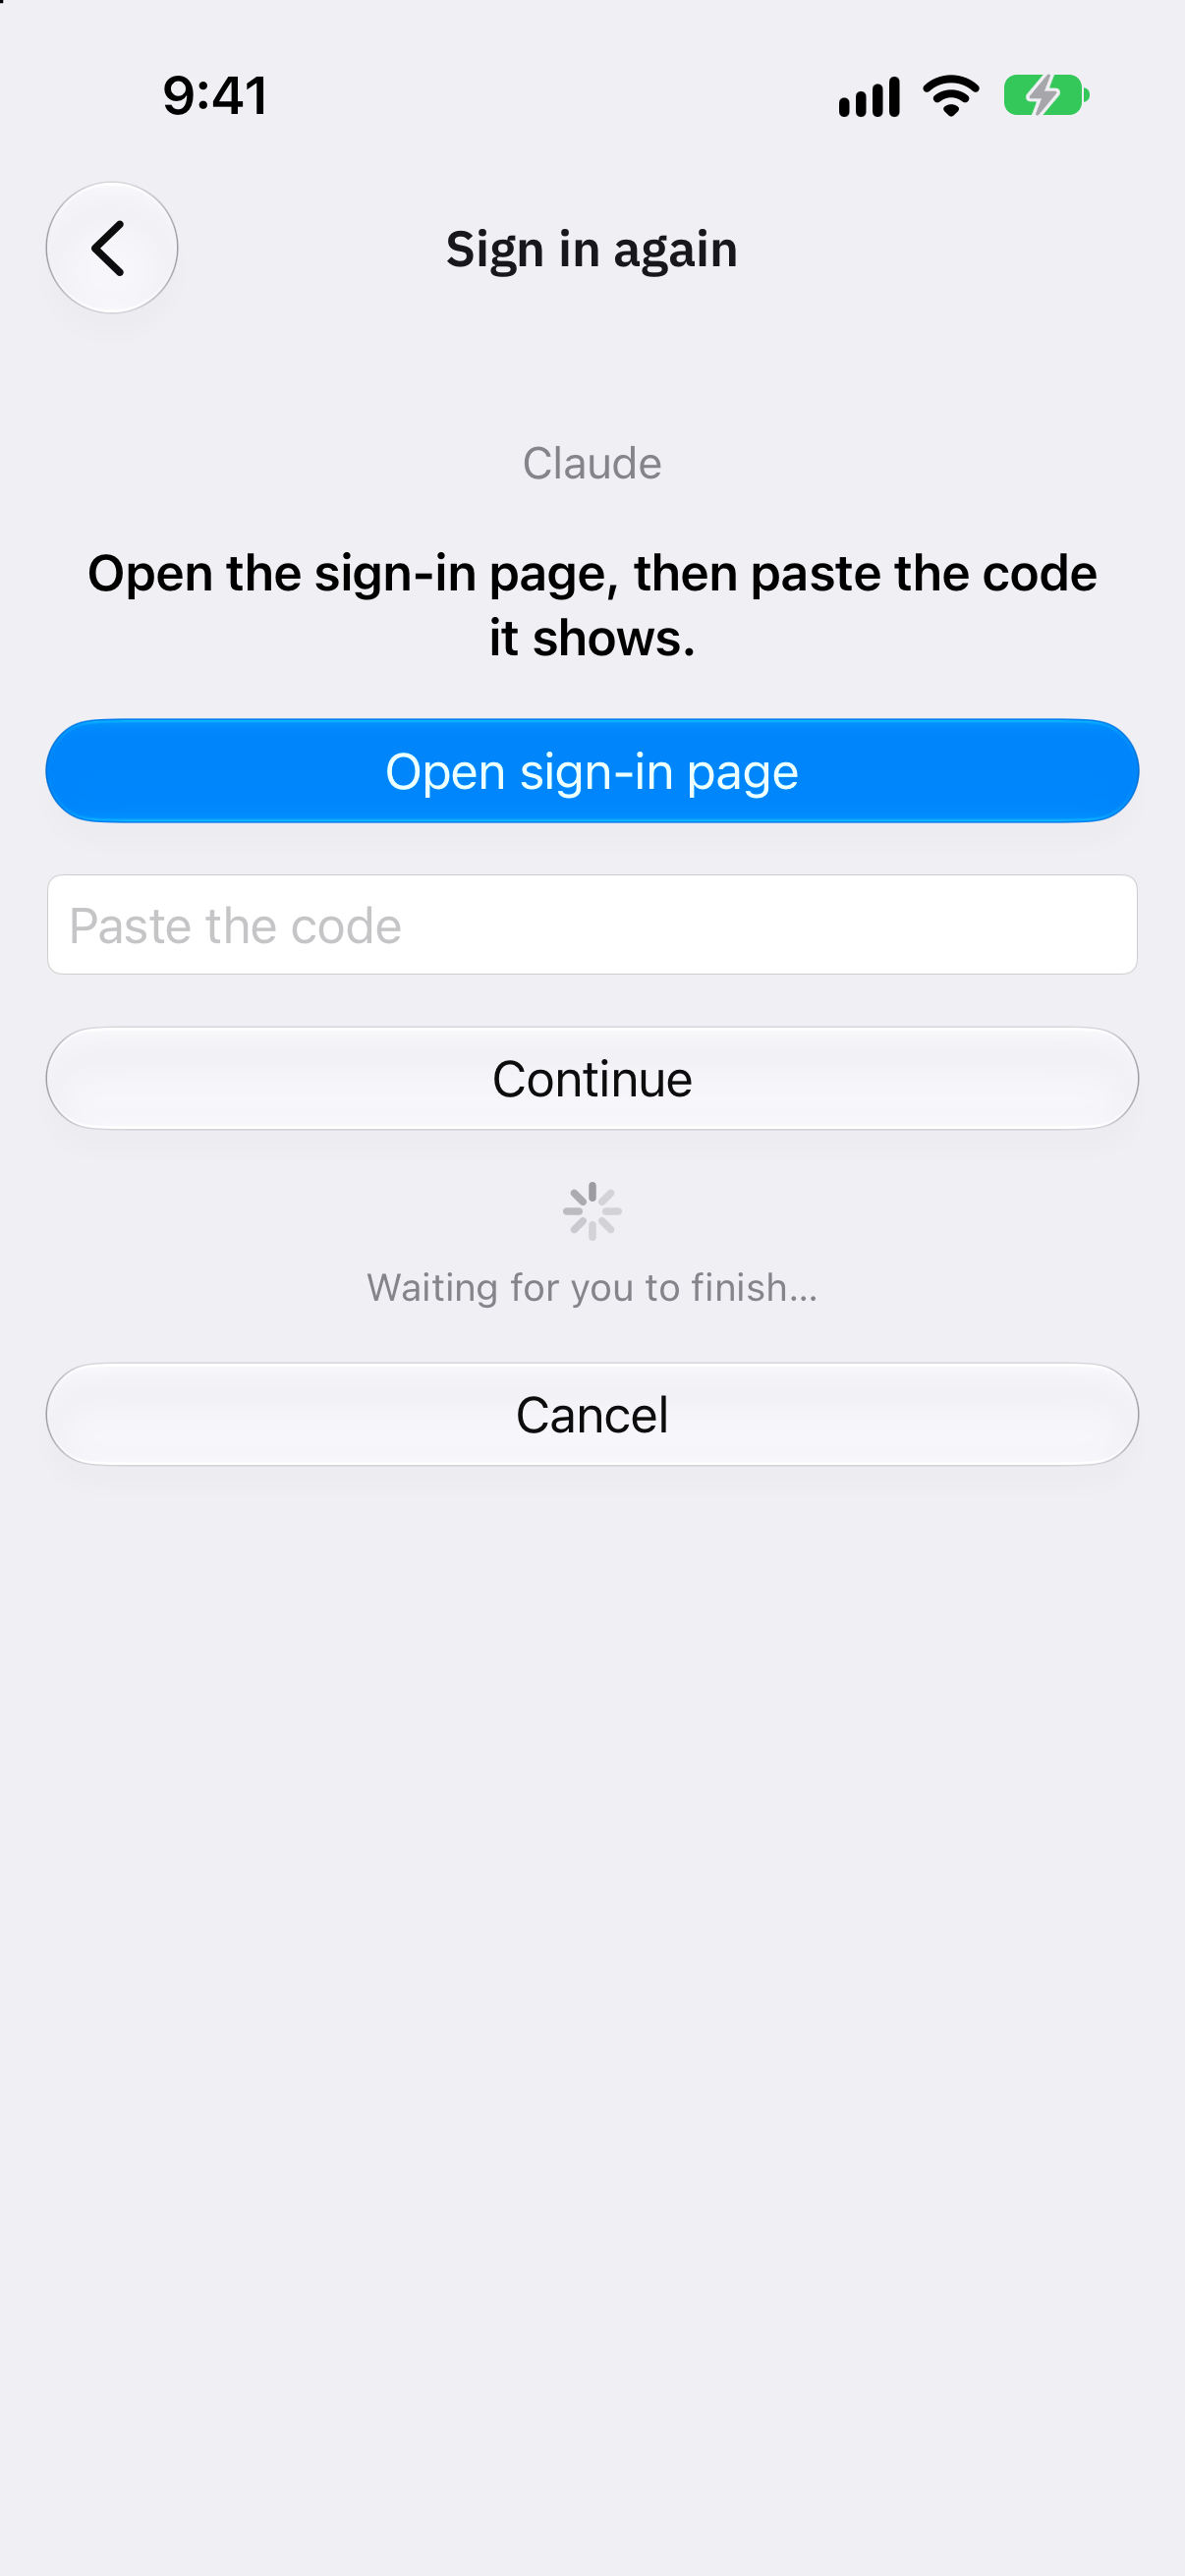 9:41
Sign in again
Claude
Open the sign-in page, then paste the code
it shows.
Open sign-in page
Paste the code
Continue
Waiting for you to finish...
Cancel